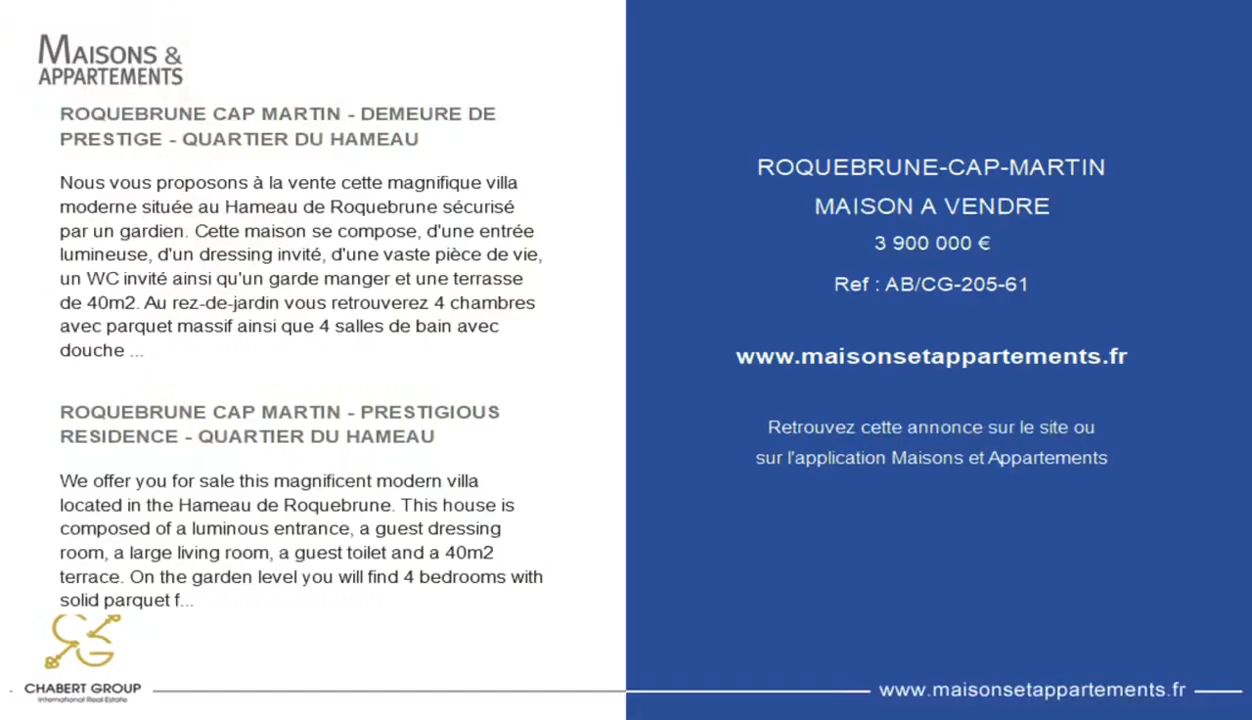 MAISONS &
APPARTEMENTS
ROQUEBRUNE CAP MARTIN - DEMEURE DE
PRESTIGE - QUARTIER DU HAMEAU
Nous vous proposons à la vente cette magnifique villa
moderne située au Hameau de Roquebrune sécurisé
par un gardien. Cette maison se compose, d'une entrée
lumineuse, d'un dressing invité, d'une vaste pièce de vie,
un WC invité ainsi qu'un garde manger et une terrasse
de 40m2. Au rez-de-jardin vous retrouverez 4 chambres
avec parquet massif ainsi que 4 salles de bain avec
douche ...
ROQUEBRUNE CAP MARTIN - PRESTIGIOUS
RESIDENCE - QUARTIER DU HAMEAU
We offer you for sale this magnificent modern villa
located in the Hameau de Roquebrune. This house is
composed of a luminous entrance, a guest dressing
room, a large living room, a guest toilet and a 40m2
terrace. On the garden level you will find 4 bedrooms with
solid parquet f...
CHABERT GROUP
International Real Estate
ROQUEBRUNE-CAP-MARTIN
MAISON A VENDRE
3 900 000 €
Ref : AB/CG-205-61
www.maisonsetappartements.fr
Retrouvez cette annonce sur le site ou
sur l'application Maisons et Appartements
www.maisonsetappartements.fr